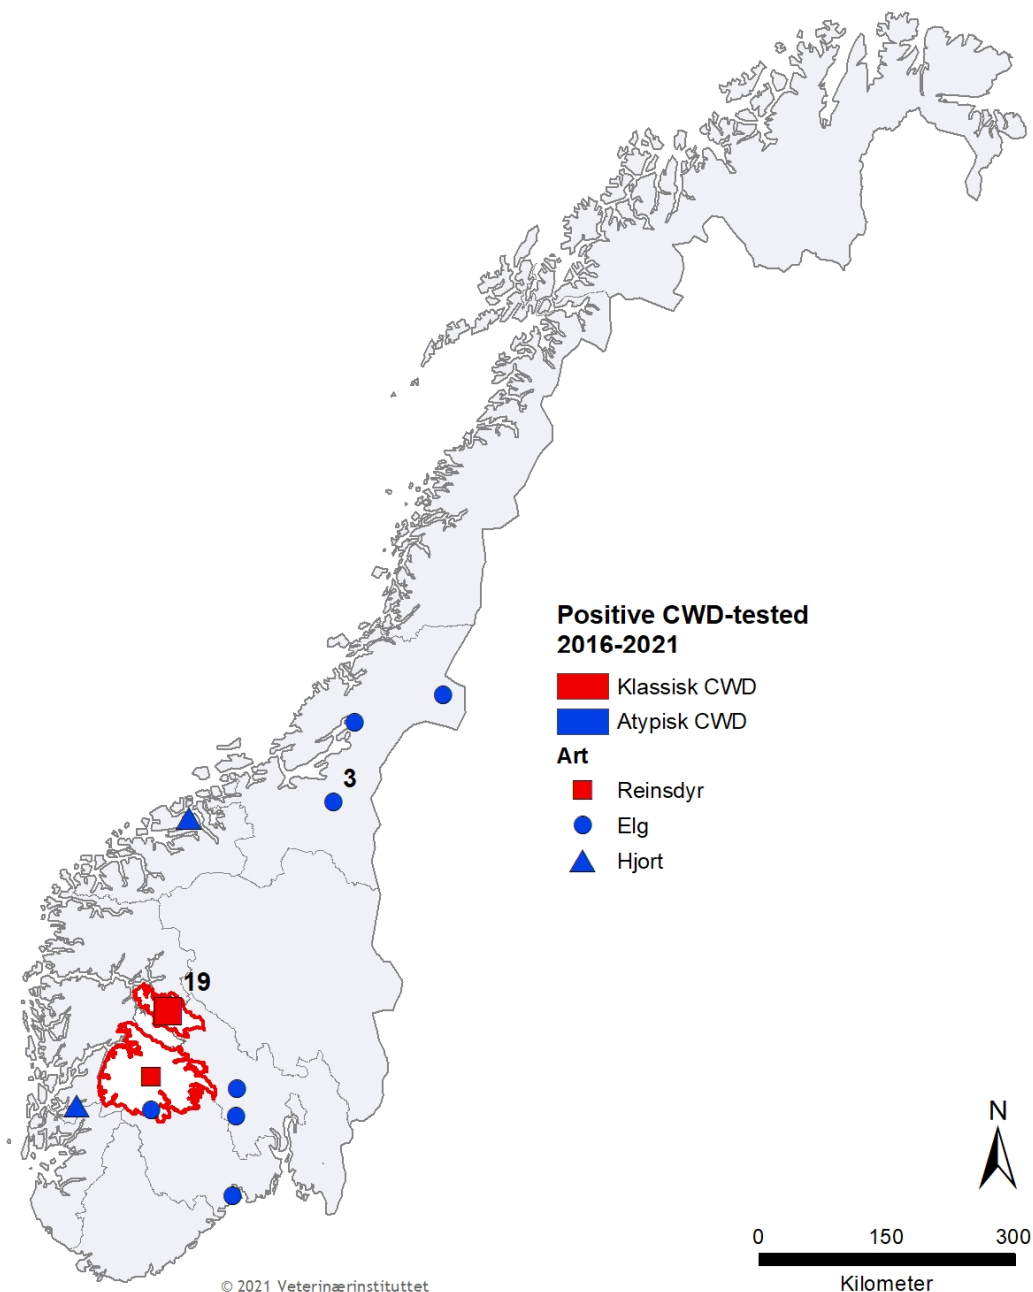 Positive CWD-tested
2016-2021
Klassisk CWD
Atypisk CWD
Art
3
Reinsdyr
Elg
Hjort
19
N
0 150 300
Kilometer
© 2021 Veterinærinstituttet